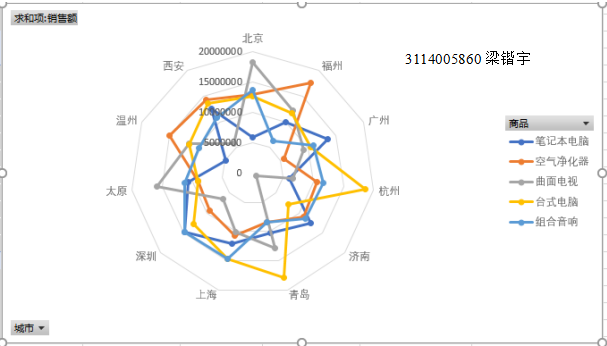 求和项:销售额
3114005860 梁锴宇
北京
福州
广州
杭州
济南
青岛
上海
深圳
太原
温州
西安
20000000
15000000
10000000
5000000
0
商品
笔记本电脑
空气净化器
曲面电视
台式电脑
组合音响
城市